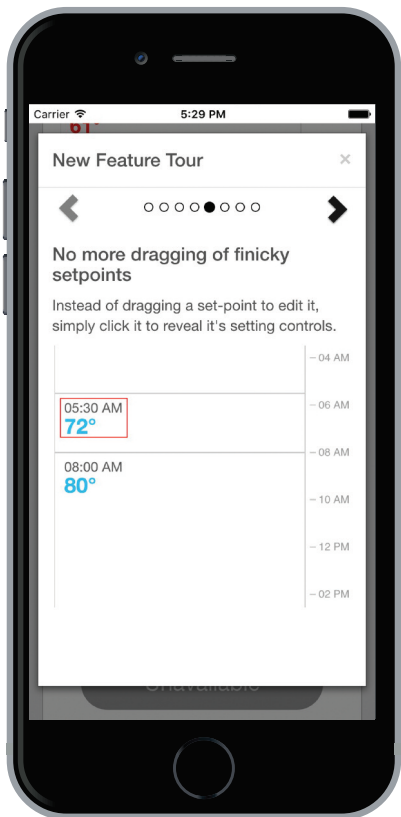 Carrier 5:29 PM
61°
New Feature Tour ×
No more dragging of finicky
setpoints
Instead of dragging a set-point to edit it,
simply click it to reveal it's setting controls.
04 AM
05:30 AM
06 AM
72°
08 AM
08:00 AM
80°
10 AM
12 PM
02 PM
Unavailable